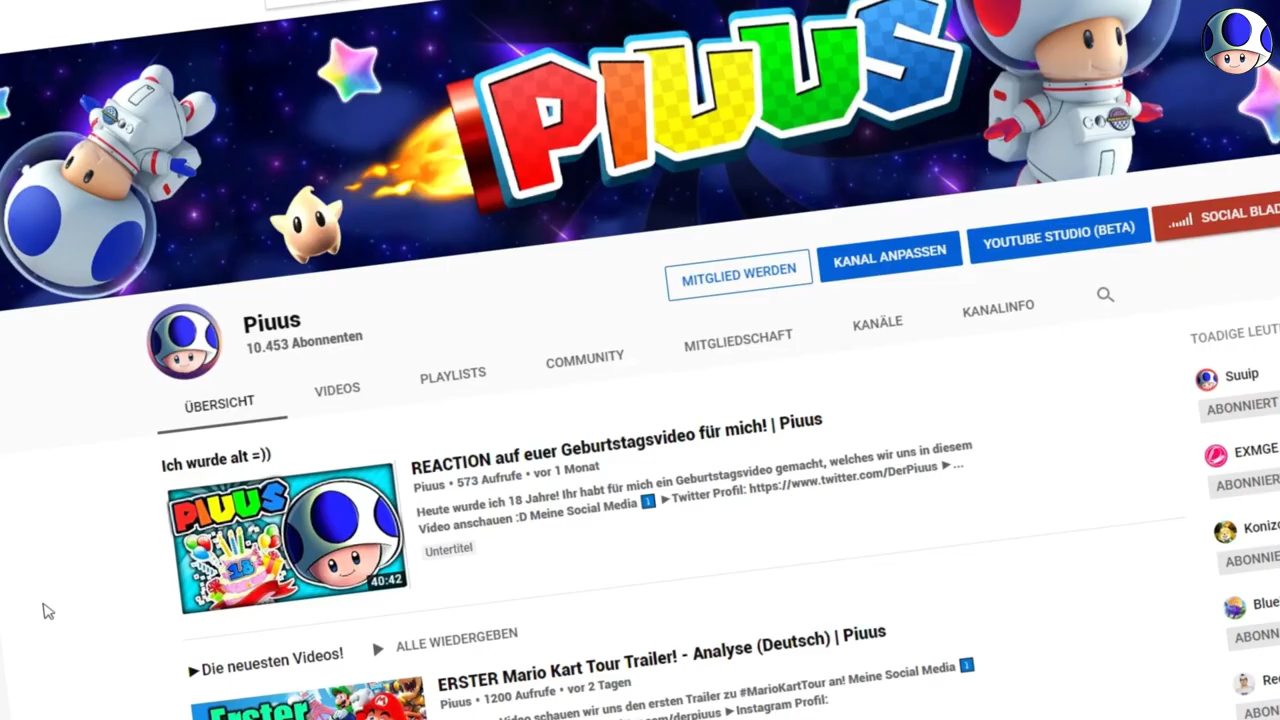 PIUUS
MITGLIED WERDEN
KANAL ANPASSEN
YOUTUBE STUDIO (BETA)
SOCIAL BLAD
Piuus
10.453 Abonnenten
ÜBERSICHT
VIDEOS
PLAYLISTS
COMMUNITY
MITGLIEDSCHAFT
KANÄLE
KANALINFO
TOADIGE LEUT
Suuip
ABONNIERT
EXMGE
ABONNIER
Konizo
ABONNIE
Blue
ABONN
Re
ABON
Ich wurde alt =))
PIUUS
18
40:42
REACTION auf euer Geburtstagsvideo für mich! | Piuus
Piuus • 573 Aufrufe • vor 1 Monat
Heute wurde ich 18 Jahre! Ihr habt für mich ein Geburtstagsvideo gemacht, welches wir uns in diesem
Video anschauen :D Meine Social Media ⤵ ►Twitter Profil: https://www.twitter.com/DerPiuus ►...
Untertitel
►Die neuesten Videos!
ALLE WIEDERGEBEN
Erster
ERSTER Mario Kart Tour Trailer! - Analyse (Deutsch) | Piuus
Piuus • 1200 Aufrufe • vor 2 Tagen
Video schauen wir uns den ersten Trailer zu #MarioKartTour an! Meine Social Media ⤵
.com/derpiuus ►Instagram Profil: